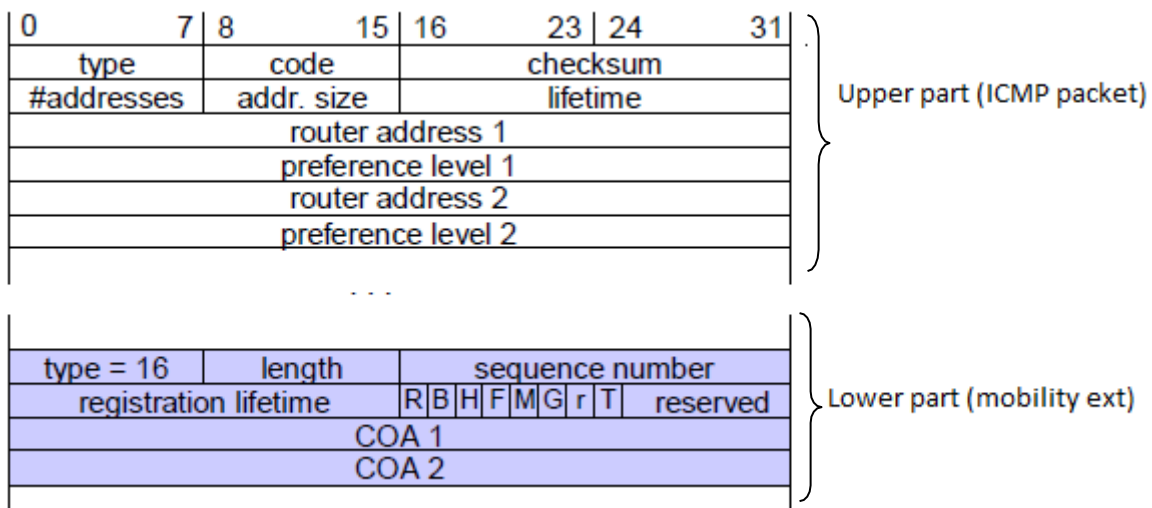 0 7 8 15 16 23 24 31
type code checksum
#addresses addr. size lifetime
Upper part (ICMP packet)
router address 1
preference level 1
router address 2
preference level 2
. . .
type = 16 length sequence number
registration lifetime R B H F M G r T reserved
Lower part (mobility ext)
COA 1
COA 2